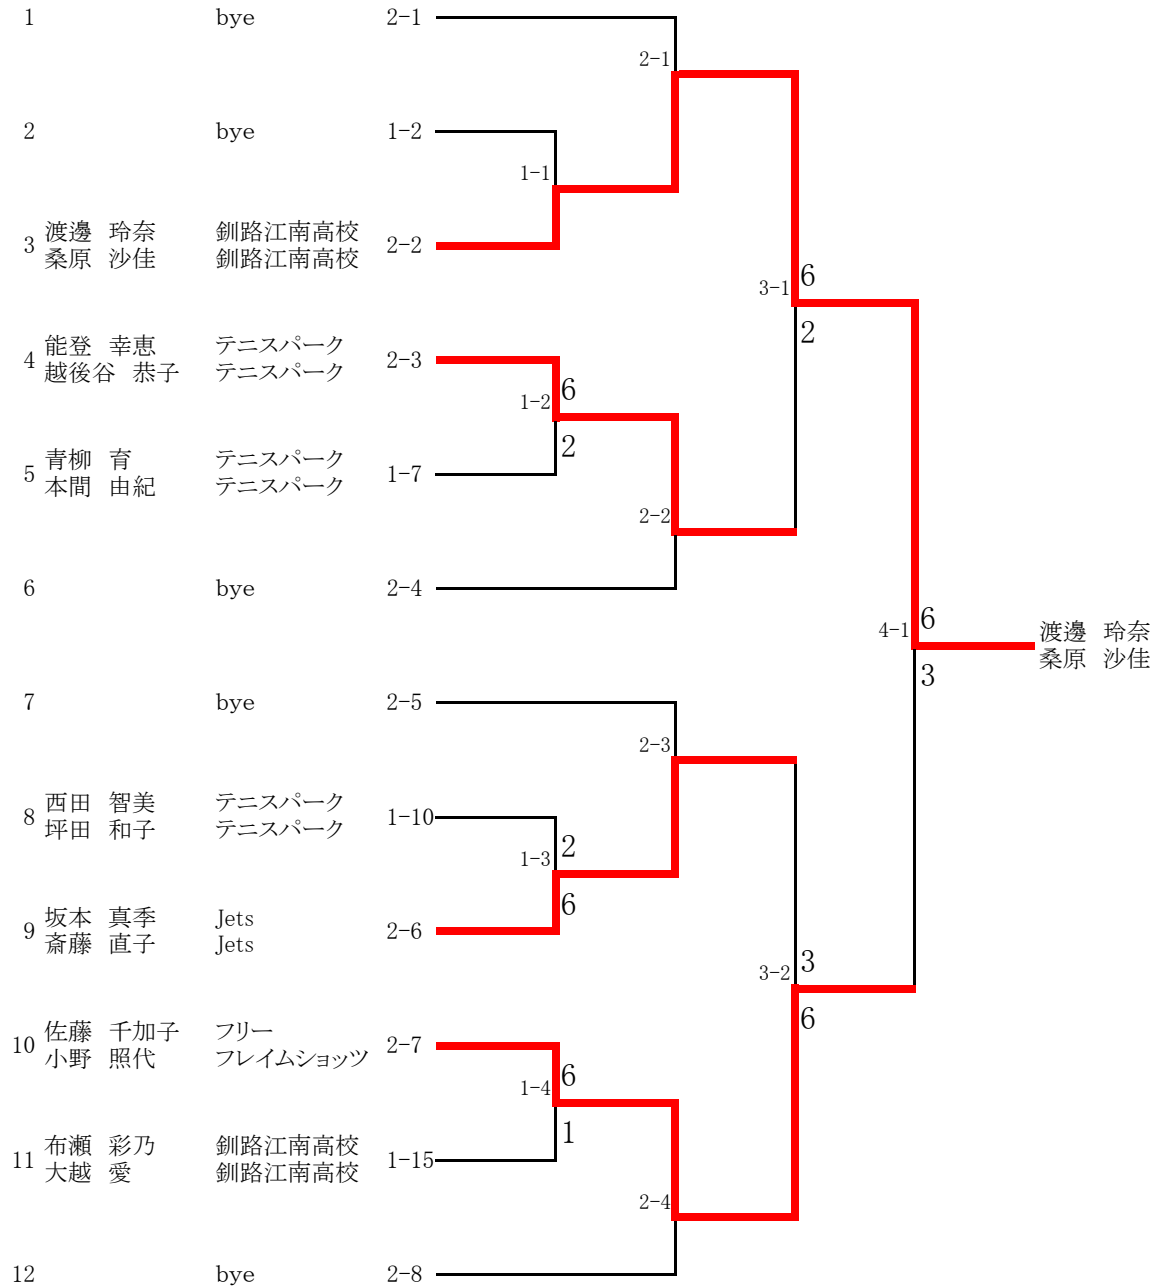 1 bye 2-1
2-1
2 bye 1-2
1-1
渡邊 玲奈 釧路江南高校
3 2-2
桑原 沙佳 釧路江南高校
3-1 6
2
能登 幸恵 テニスパーク
4 2-3
越後谷 恭子 テニスパーク
1-2 6
2
青柳 育 テニスパーク
5 1-7
本間 由紀 テニスパーク
2-2
6 bye 2-4
4-1 6
3
渡邊 玲奈
桑原 沙佳
7 bye 2-5
2-3
西田 智美 テニスパーク
8 1-10
坪田 和子 テニスパーク
1-3 2
6
坂本 真季 Jets
9 2-6
斎藤 直子 Jets
3-2 3
6
佐藤 千加子 フリー
10 2-7
小野 照代 フレイムショッツ
1-4 6
1
布瀬 彩乃 釧路江南高校
11 1-15
大越 愛 釧路江南高校
2-4
12 bye 2-8